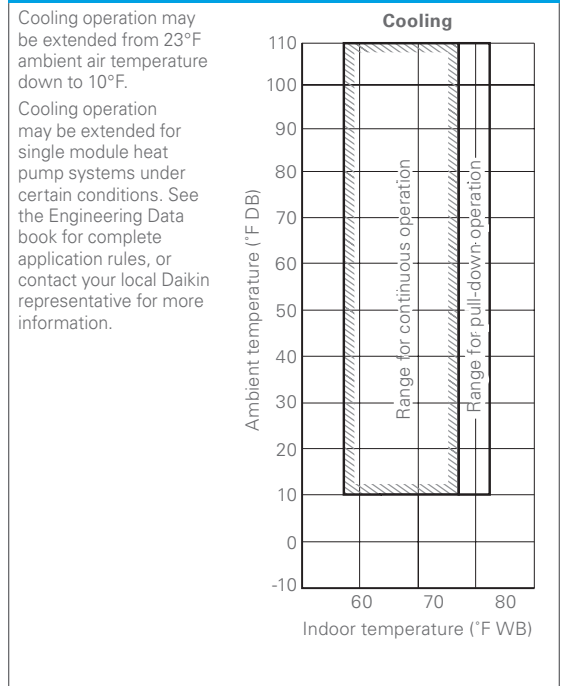 Cooling operation may
be extended from 23°F
ambient air temperature
down to 10°F.
Cooling operation
may be extended for
single module heat
pump systems under
certain conditions. See
the Engineering Data
book for complete
application rules, or
contact your local Daikin
representative for more
information.
Cooling
Ambient temperature (˚F DB)
110
100
90
80
70
60
50
40
30
20
10
0
-10
Range for continuous operation
Range for pull-down operation
60 70 80
Indoor temperature (˚F WB)